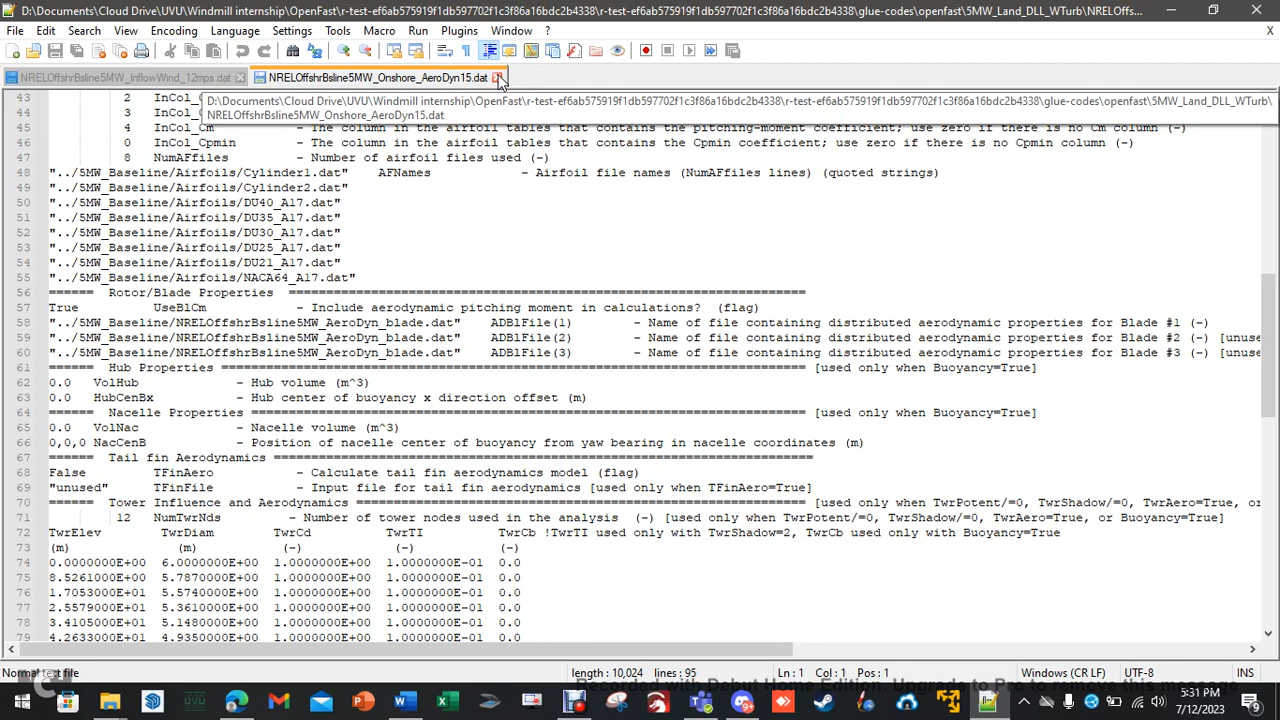 D:\Documents\Cloud Drive\UVU\Windmill internship\OpenFast\r-test-ef6ab575919f1db597702f1c3f86a16bdc2b4338\r-test-ef6ab575919f1db597702f1c3f86a16bdc2b4338\glue-codes\openfast\5MW_Land_DLL_WTurb\NRELOffs...
File Edit Search View Encoding Language Settings Tools Macro Run Plugins Window ?
NRELOffshrBsline5MW_InflowWind_12mps.dat NRELOffshrBsline5MW_Onshore_AeroDyn15.dat
D:\Documents\Cloud Drive\UVU\Windmill internship\OpenFast\r-test-ef6ab575919f1db597702f1c3f86a16bdc2b4338\r-test-ef6ab575919f1db597702f1c3f86a16bdc2b4338\glue-codes\openfast\5MW_Land_DLL_WTurb\
NRELOffshrBsline5MW_Onshore_AeroDyn15.dat
43 2 InCol_C
44 3 InCol_
45 4 InCol_Cm - The column in the airfoil tables that contains the pitching-moment coefficient; use zero if there is no Cm column (-)
46 0 InCol_Cpmin - The column in the airfoil tables that contains the Cpmin coefficient; use zero if there is no Cpmin column (-)
47 8 NumAFfiles - Number of airfoil files used (-)
48 "../5MW_Baseline/Airfoils/Cylinder1.dat" AFNames - Airfoil file names (NumAFfiles lines) (quoted strings)
49 "../5MW_Baseline/Airfoils/Cylinder2.dat"
50 "../5MW_Baseline/Airfoils/DU40_A17.dat"
51 "../5MW_Baseline/Airfoils/DU35_A17.dat"
52 "../5MW_Baseline/Airfoils/DU30_A17.dat"
53 "../5MW_Baseline/Airfoils/DU25_A17.dat"
54 "../5MW_Baseline/Airfoils/DU21_A17.dat"
55 "../5MW_Baseline/Airfoils/NACA64_A17.dat"
56 ====== Rotor/Blade Properties =====================================================================
57 True UseBlCm - Include aerodynamic pitching moment in calculations? (flag)
58 "../5MW_Baseline/NRELOffshrBsline5MW_AeroDyn_blade.dat" ADBlFile(1) - Name of file containing distributed aerodynamic properties for Blade #1 (-)
59 "../5MW_Baseline/NRELOffshrBsline5MW_AeroDyn_blade.dat" ADBlFile(2) - Name of file containing distributed aerodynamic properties for Blade #2 (-) [unuse
60 "../5MW_Baseline/NRELOffshrBsline5MW_AeroDyn_blade.dat" ADBlFile(3) - Name of file containing distributed aerodynamic properties for Blade #3 (-) [unuse
61 ====== Hub Properties ============================================================================== [used only when Buoyancy=True]
62 0.0 VolHub - Hub volume (m^3)
63 0.0 HubCenBx - Hub center of buoyancy x direction offset (m)
64 ====== Nacelle Properties ========================================================================== [used only when Buoyancy=True]
65 0.0 VolNac - Nacelle volume (m^3)
66 0,0,0 NacCenB - Position of nacelle center of buoyancy from yaw bearing in nacelle coordinates (m)
67 ====== Tail fin Aerodynamics ========================================================================
68 False TFinAero - Calculate tail fin aerodynamics model (flag)
69 "unused" TFinFile - Input file for tail fin aerodynamics [used only when TFinAero=True]
70 ====== Tower Influence and Aerodynamics ============================================================= [used only when TwrPotent/=0, TwrShadow/=0, TwrAero=True, or
71 12 NumTwrNds - Number of tower nodes used in the analysis (-) [used only when TwrPotent/=0, TwrShadow/=0, TwrAero=True, or Buoyancy=True]
72 TwrElev TwrDiam TwrCd TwrTI TwrCb !TwrTI used only with TwrShadow=2, TwrCb used only with Buoyancy=True
73 (m) (m) (-) (-) (-)
74 0.0000000E+00 6.0000000E+00 1.0000000E+00 1.0000000E-01 0.0
75 8.5261000E+00 5.7870000E+00 1.0000000E+00 1.0000000E-01 0.0
76 1.7053000E+01 5.5740000E+00 1.0000000E+00 1.0000000E-01 0.0
77 2.5579000E+01 5.3610000E+00 1.0000000E+00 1.0000000E-01 0.0
78 3.4105000E+01 5.1480000E+00 1.0000000E+00 1.0000000E-01 0.0
79 4.2633000E+01 4.9350000E+00 1.0000000E+00 1.0000000E-01 0.0
Normal text file length : 10,024 lines : 95 Ln : 1 Col : 1 Pos : 1 Windows (CR LF) UTF-8 INS
Recorded with Debut Home Edition. Upgrade to Pro to remove this message
5:31 PM
7/12/2023